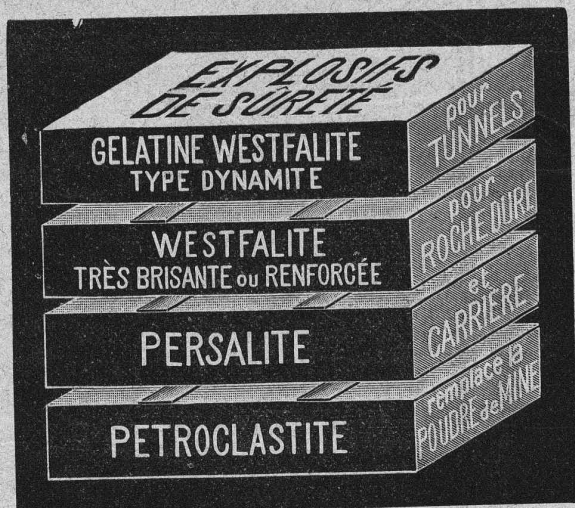 EXPLOSIFS
DE SÛRETÉ
GELATINE WESTFALITE
TYPE DYNAMITE
pour
TUNNELS
WESTFALITE
TRÈS BRISANTE ou RENFORCÉE
pour
ROCHE DURE
PERSALITE
et
CARRIÈRE
PETROCLASTITE
remplace la
POUDRE de MINE